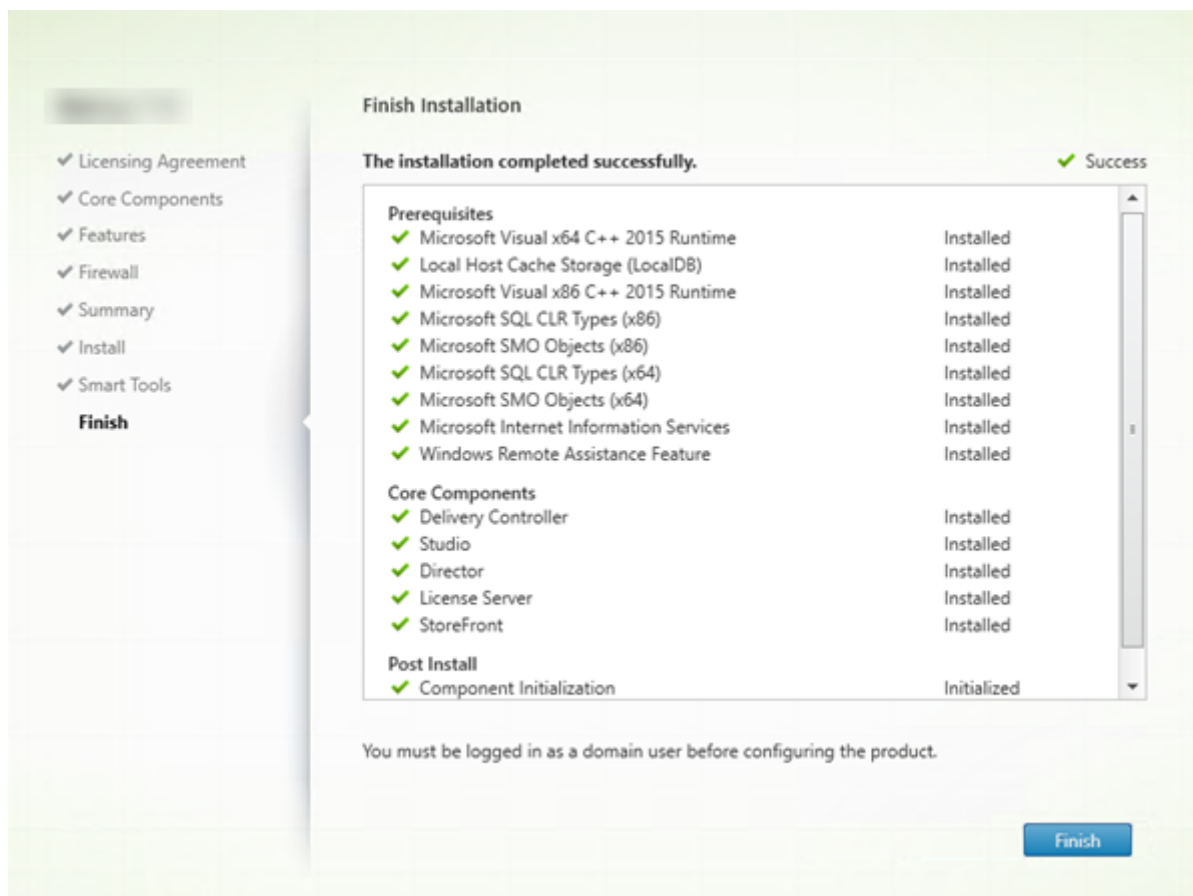 Finish Installation
Licensing Agreement
Core Components
Features
Firewall
Summary
Install
Smart Tools
Finish
The installation completed successfully. Success
Prerequisites
Microsoft Visual x64 C++ 2015 Runtime Installed
Local Host Cache Storage (LocalDB) Installed
Microsoft Visual x86 C++ 2015 Runtime Installed
Microsoft SQL CLR Types (x86) Installed
Microsoft SMO Objects (x86) Installed
Microsoft SQL CLR Types (x64) Installed
Microsoft SMO Objects (x64) Installed
Microsoft Internet Information Services Installed
Windows Remote Assistance Feature Installed
Core Components
Delivery Controller Installed
Studio Installed
Director Installed
License Server Installed
StoreFront Installed
Post Install
Component Initialization Initialized
You must be logged in as a domain user before configuring the product.
Finish